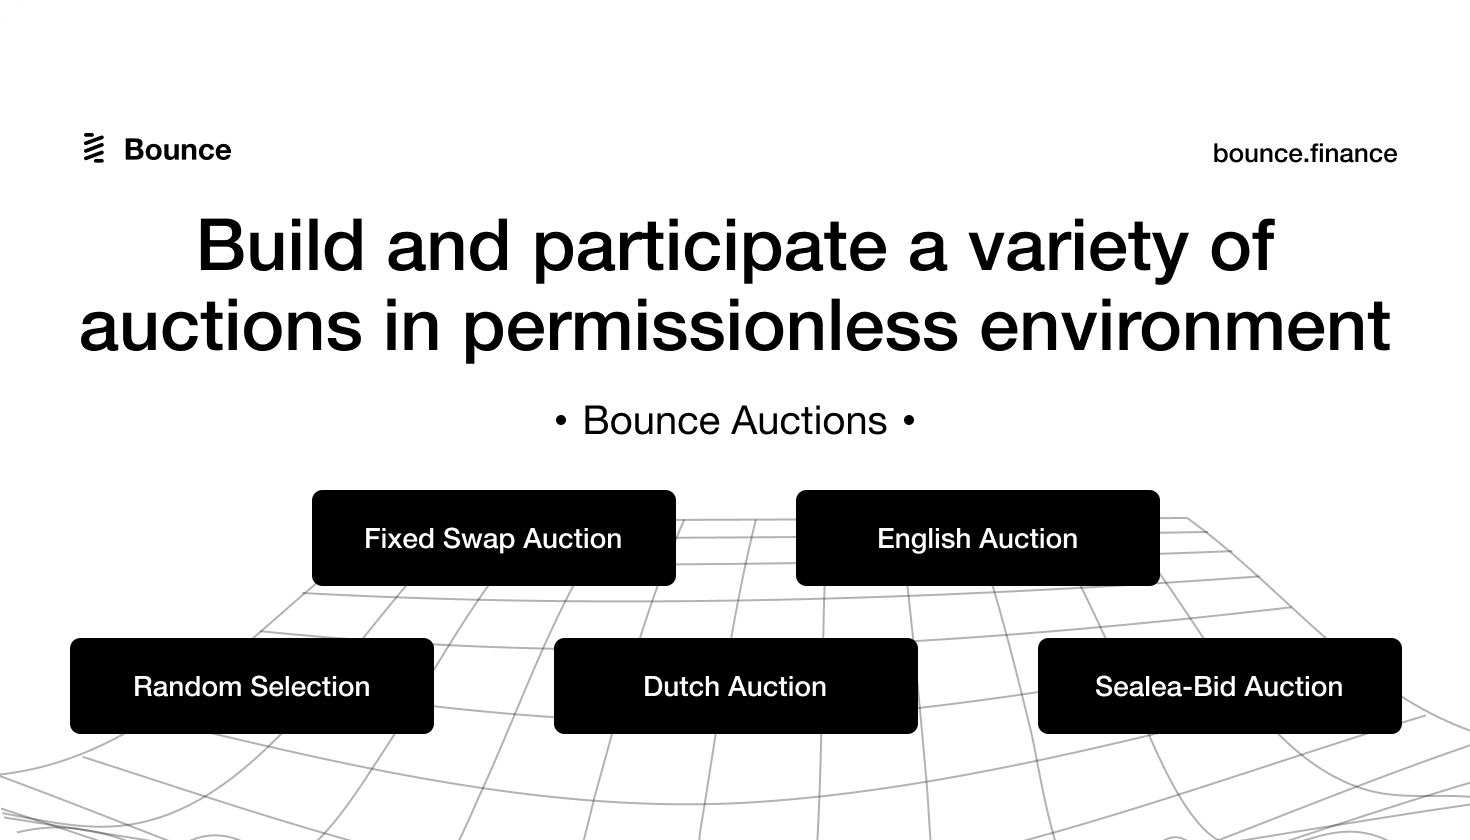 Bounce
bounce.finance
Build and participate a variety of
auctions in permissionless environment
• Bounce Auctions •
Fixed Swap Auction
English Auction
Random Selection
Dutch Auction
Sealea-Bid Auction